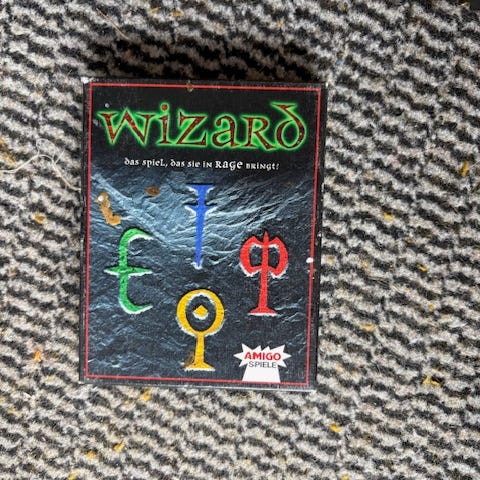 Wizard
Das Spiel, das Sie in Rage bringt!
AMIGO
SPIELE